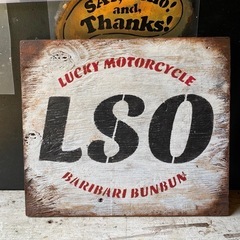 and,
Thanks!
LUCKY MOTORCYCLE
LSO
BARIBARI BUNBUN